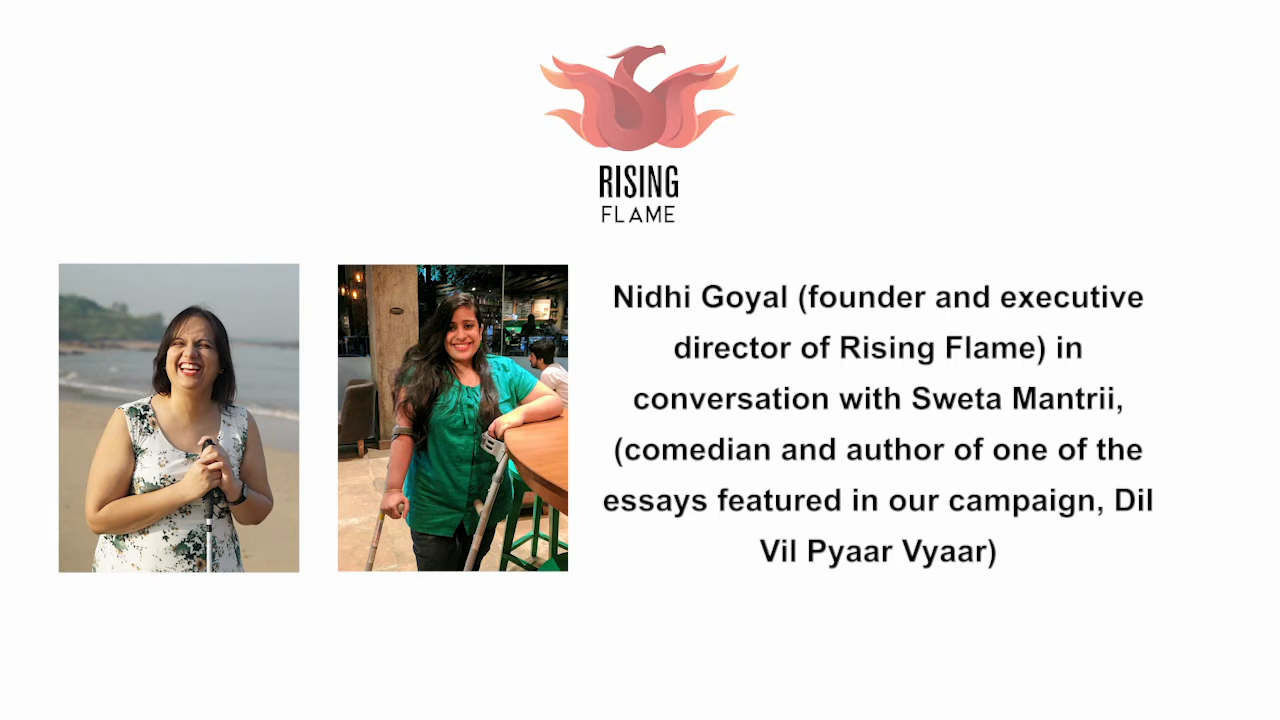 RISING
FLAME
Nidhi Goyal (founder and executive
director of Rising Flame) in
conversation with Sweta Mantrii,
(comedian and author of one of the
essays featured in our campaign, Dil
Vil Pyaar Vyaar)